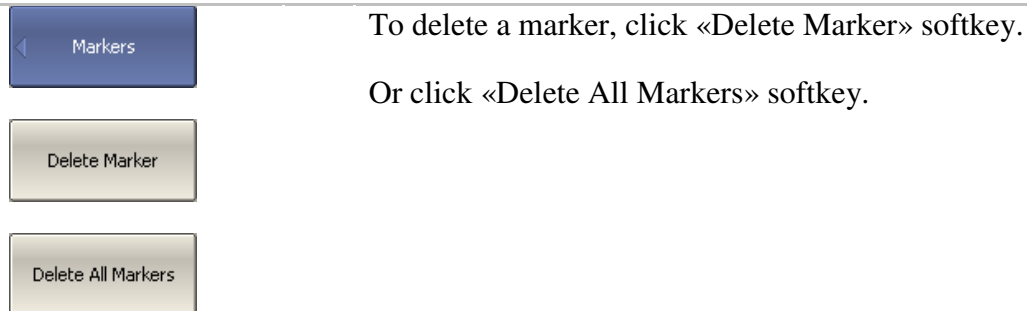 Markers
To delete a marker, click «Delete Marker» softkey.
Or click «Delete All Markers» softkey.
Delete Marker
Delete All Markers